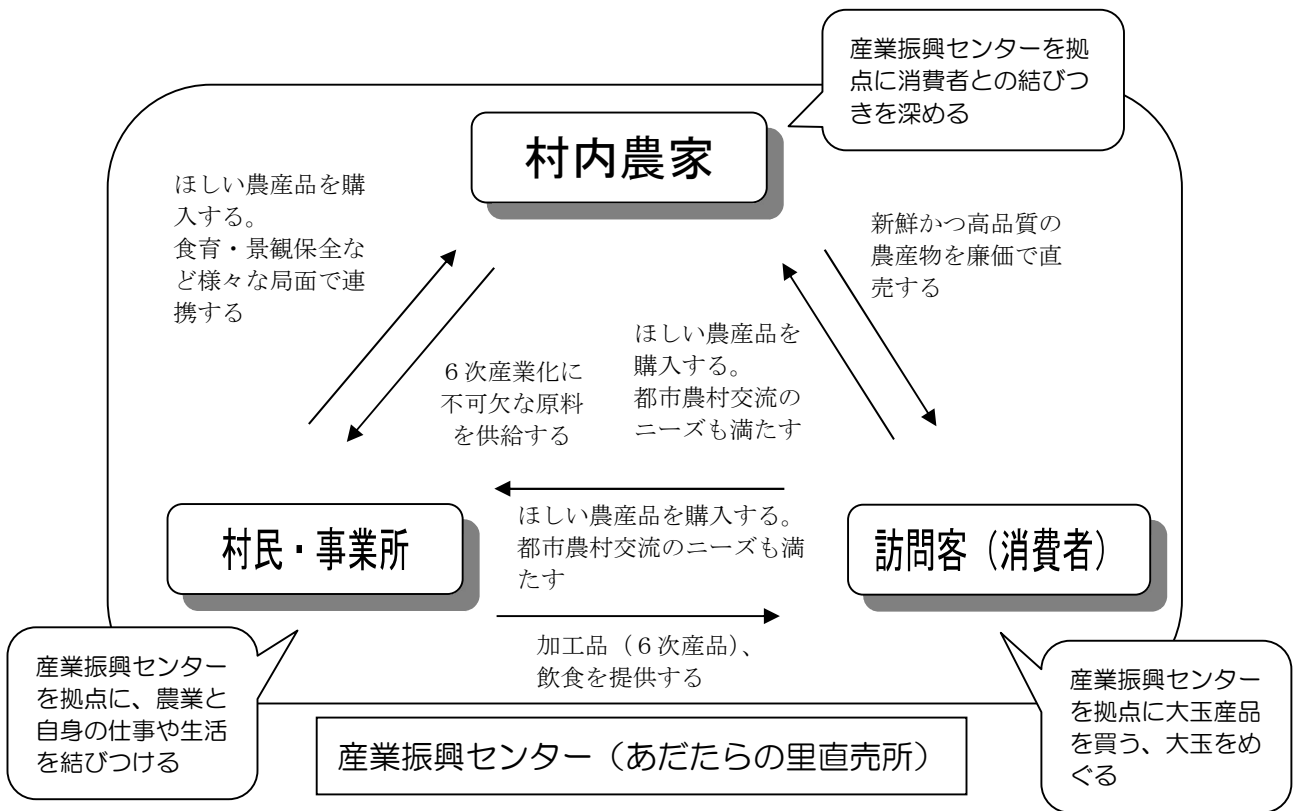 産業振興センターを拠
点に消費者との結びつ
きを深める
村内農家
ほしい農産品を購
入する。
食育・景観保全な
ど様々な局面で連
携する
新鮮かつ高品質の
農産物を廉価で直
売する
ほしい農産品を
購入する。
都市農村交流の
ニーズも満たす
6次産業化に
不可欠な原料
を供給する
村民・事業所
ほしい農産品を購入する。
都市農村交流のニーズも満
たす
訪問客（消費者）
加工品（6次産品）、
飲食を提供する
産業振興センター
を拠点に、農業と
自身の仕事や生活
を結びつける
産業振興センター
を拠点に大玉産品
を買う、大玉をめ
ぐる
産業振興センター（あだたらの里直売所）